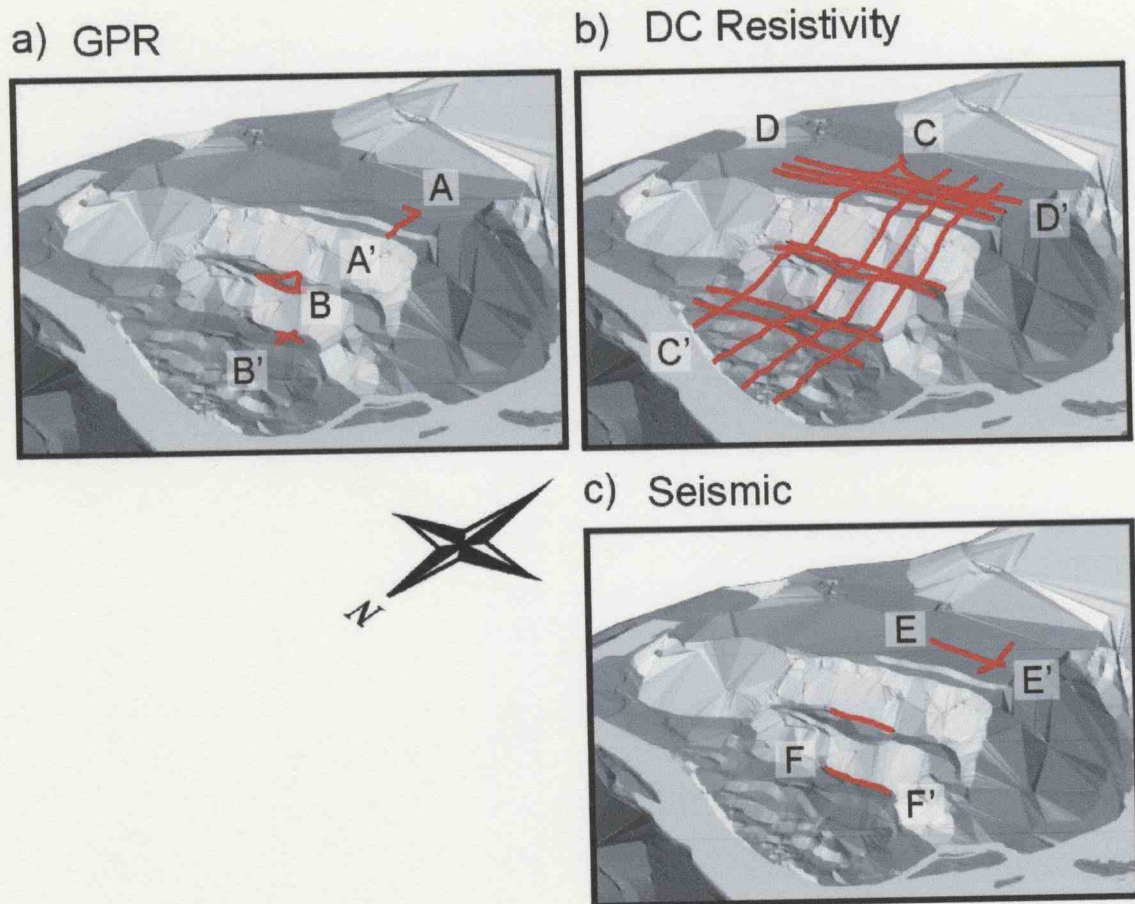 a) GPR
A
A'
B
B'
b) DC Resistivity
D
C
D'
C'
N
c) Seismic
E
E'
F
F'